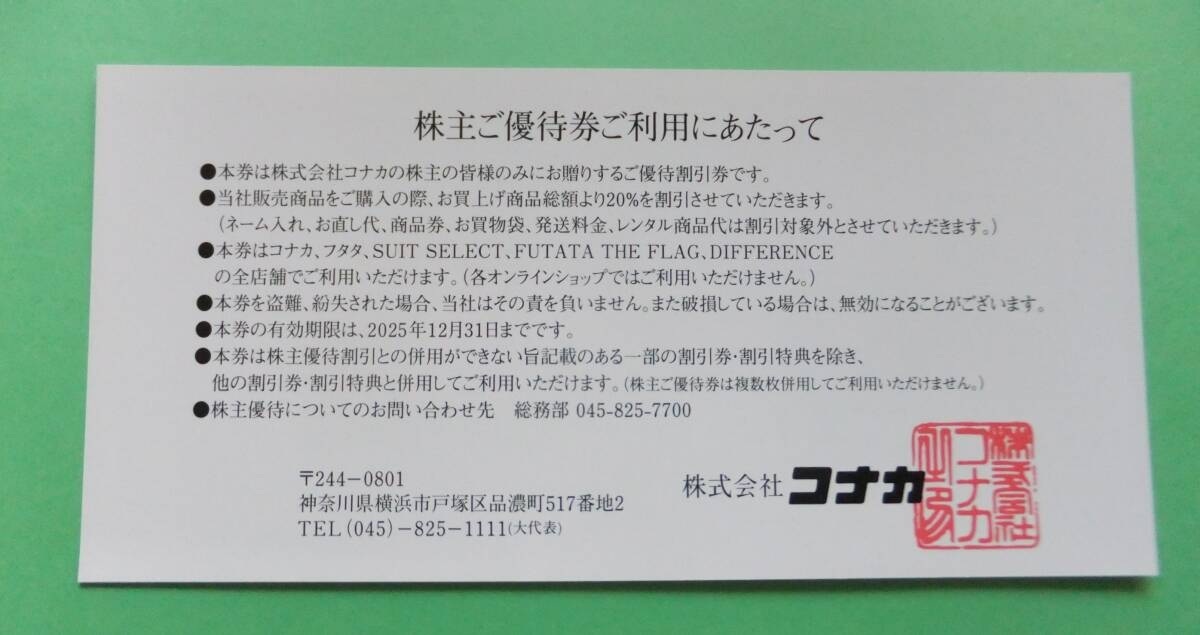 株主ご優待券ご利用にあたって
●本券は株式会社コナカの株主の皆様のみにお贈りするご優待割引券です。
●当社販売商品をご購入の際、お買上げ商品総額より20%を割引させていただきます。
(ネーム入れ、お直し代、商品券、お買物袋、発送料金、レンタル商品代は割引対象外とさせていただきます。)
●本券はコナカ、フタタ、SUIT SELECT、FUTATA THE FLAG、DIFFERENCE
の全店舗でご利用いただけます。(各オンラインショップではご利用いただけません。)
●本券を盗難、紛失された場合、当社はその責を負いません。また破損している場合は、無効になることがございます。
●本券の有効期限は、2025年12月31日までです。
●本券は株主優待割引との併用ができない旨記載のある一部の割引券・割引特典を除き、
他の割引券・割引特典と併用してご利用いただけます。(株主ご優待券は複数枚併用してご利用いただけません。)
●株主優待についてのお問い合わせ先 総務部 045-825-7700
〒244-0801
神奈川県横浜市戸塚区品濃町517番地2
TEL(045)-825-1111(大代表)
株式会社 コナカ
株式会社
コナカ
之印